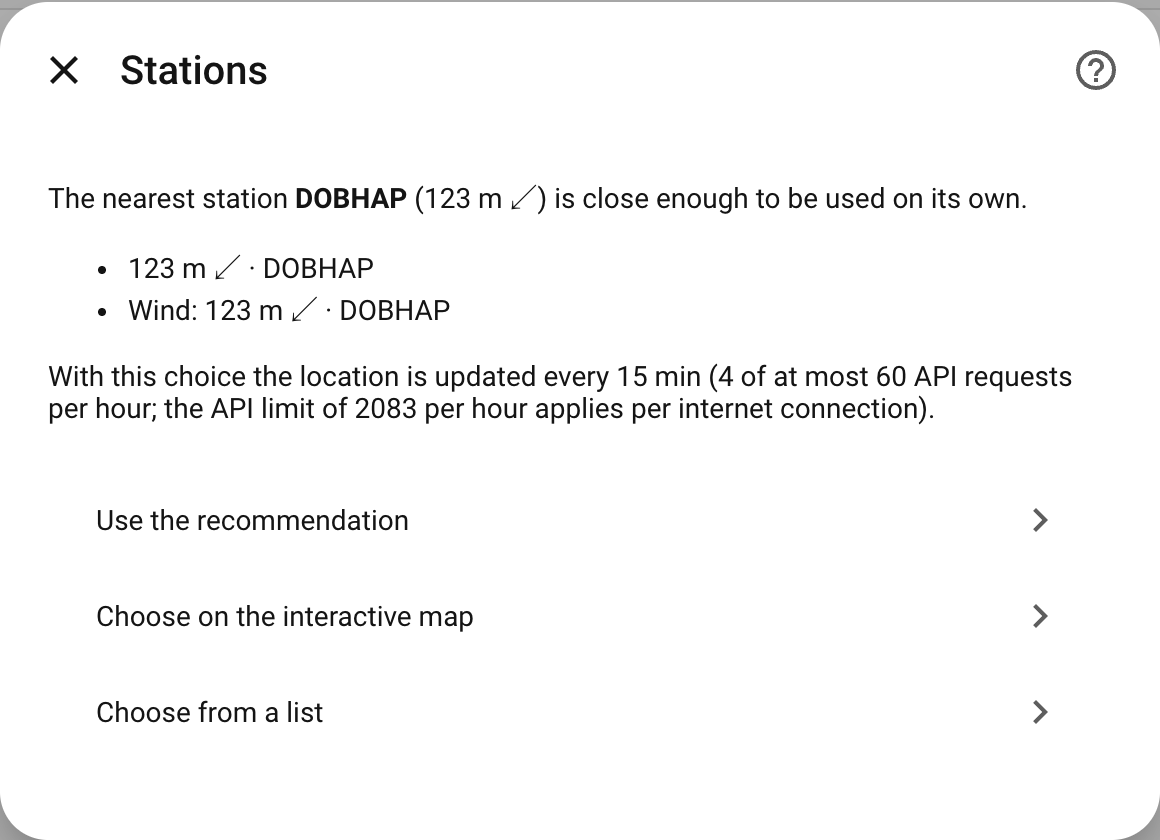 Stations
The nearest station DOBHAP (123 m ↙) is close enough to be used on its own.
• 123 m ↙ · DOBHAP
• Wind: 123 m ↙ · DOBHAP
With this choice the location is updated every 15 min (4 of at most 60 API requests
per hour; the API limit of 2083 per hour applies per internet connection).
Use the recommendation
Choose on the interactive map
Choose from a list